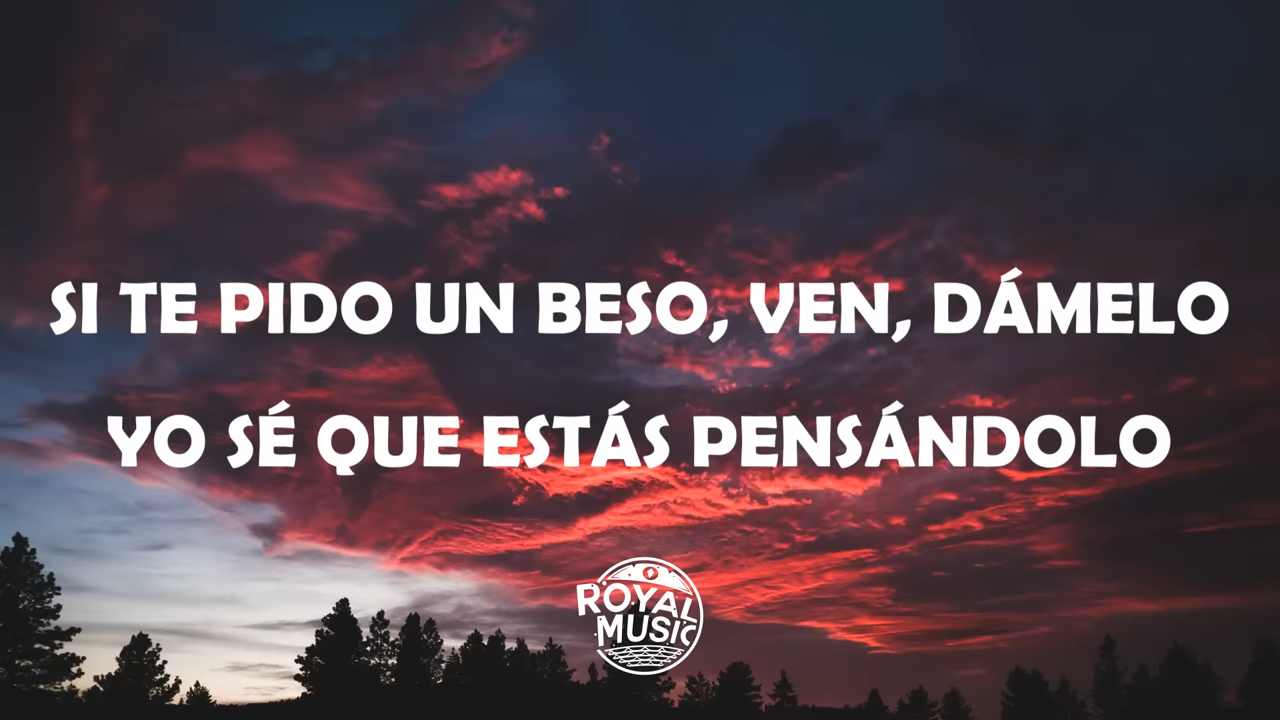 SI TE PIDO UN BESO, VEN, DÁMELO
YO SÉ QUE ESTÁS PENSÁNDOLO
ROYAL
MUSIC